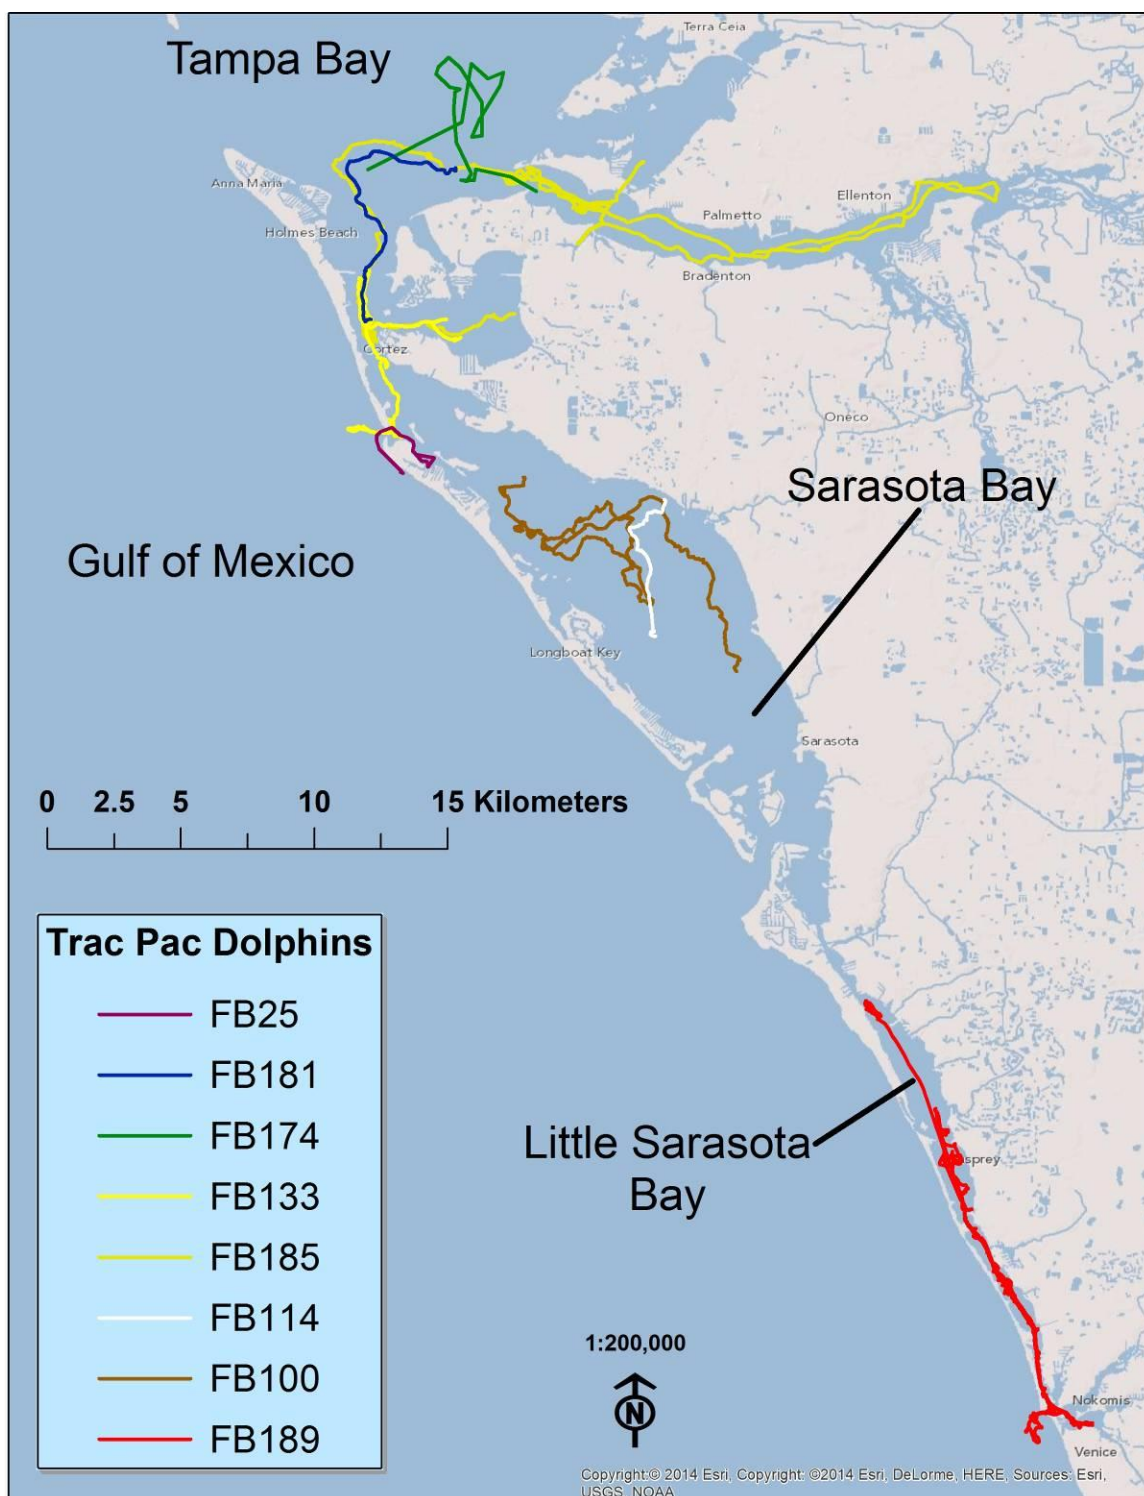 Terra Ceia
Tampa Bay
Anna Maria
Ellenton
Palmetto
Holmes Beach
Bradenton
Cortez
Oneco
Sarasota Bay
Gulf of Mexico
Longboat Key
Sarasota
0 2.5 5 10 15 Kilometers
Trac Pac Dolphins
FB25
FB181
FB174
FB133
FB185
FB114
FB100
FB189
Little Sarasota
Bay
sprey
1:200,000
N
Nokomis
Venice
Copyright:© 2014 Esri, Copyright: ©2014 Esri, DeLorme, HERE, Sources: Esri,
USGS, NOAA